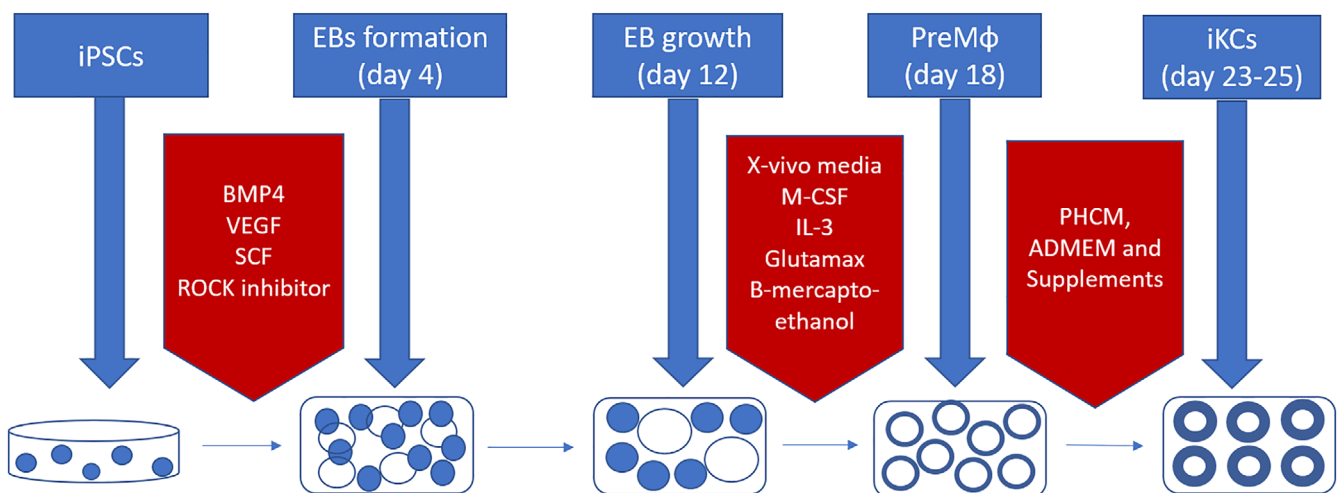 iPSCs
EBs formation
(day 4)
EB growth
(day 12)
PreMϕ
(day 18)
iKCs
(day 23-25)
BMP4
VEGF
SCF
ROCK inhibitor
X-vivo media
M-CSF
IL-3
Glutamax
B-mercapto-
ethanol
PHCM,
ADMEM and
Supplements